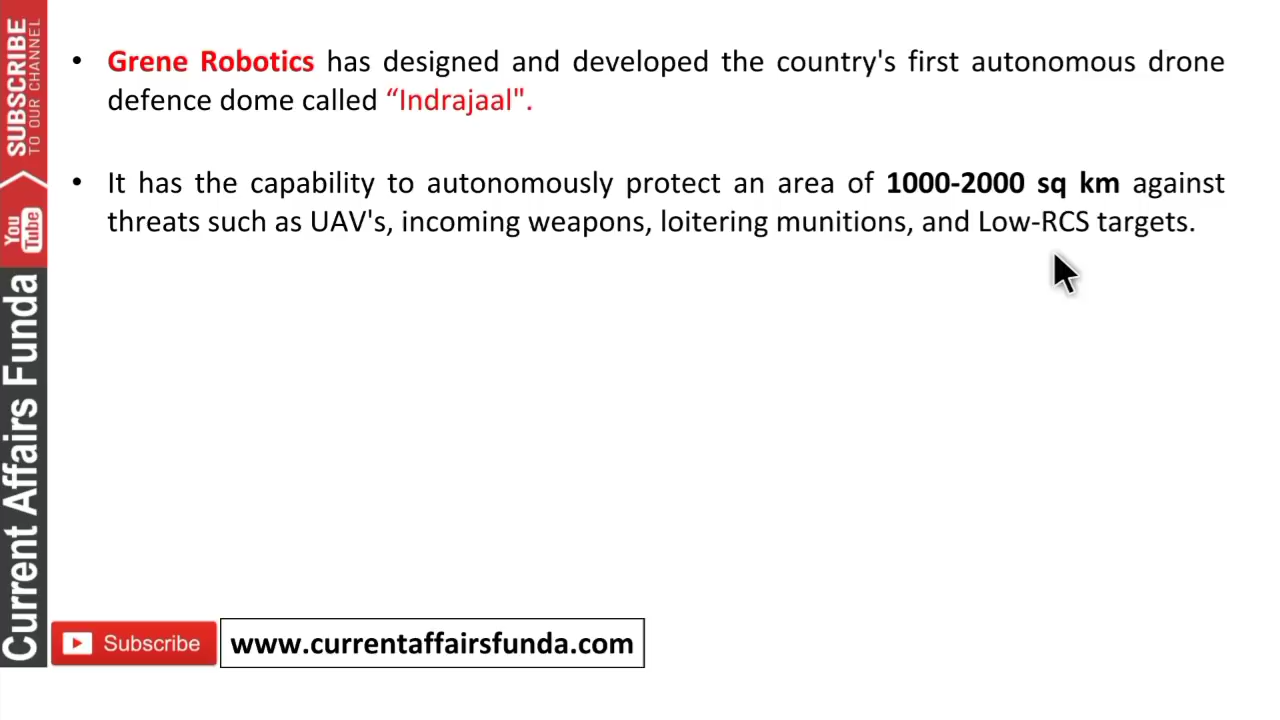 • Grene Robotics has designed and developed the country's first autonomous drone
defence dome called “Indrajaal".
• It has the capability to autonomously protect an area of 1000-2000 sq km against
threats such as UAV's, incoming weapons, loitering munitions, and Low-RCS targets.
SUBSCRIBE
TO OUR CHANNEL
You
Tube
Current Affairs Funda
Subscribe
www.currentaffairsfunda.com